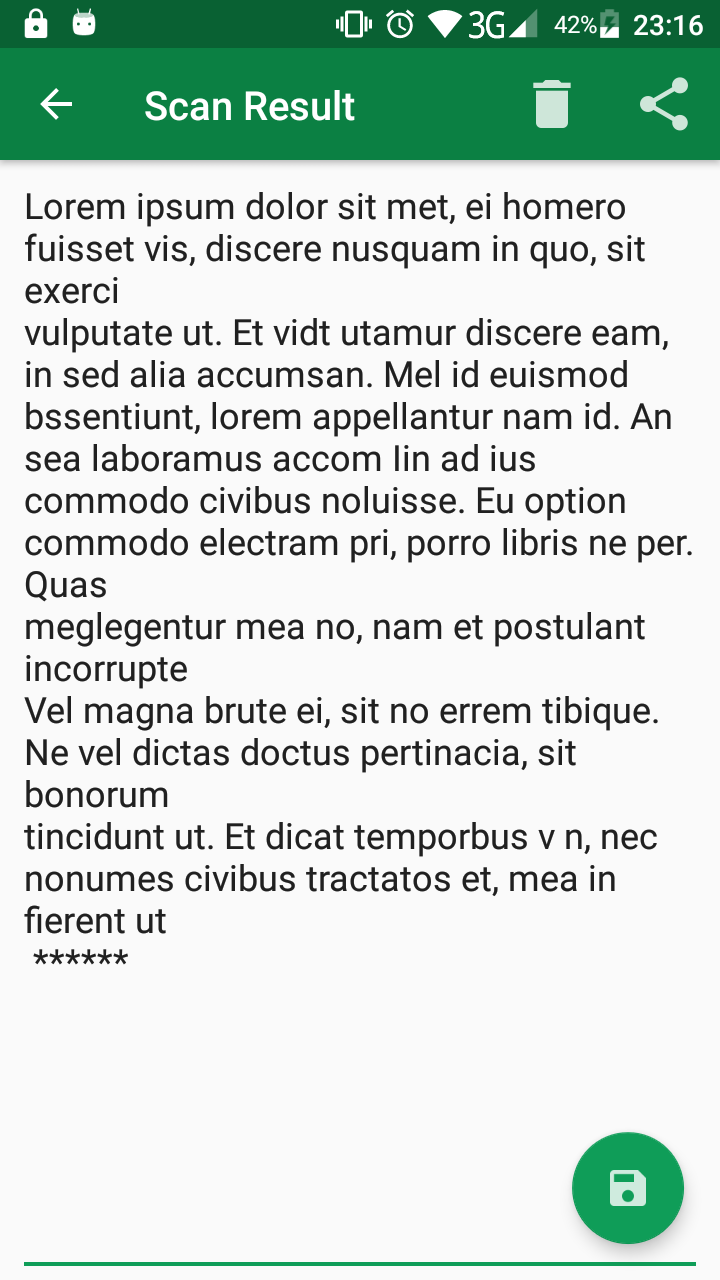 3G 42% 23:16
Scan Result
Lorem ipsum dolor sit met, ei homero
fuisset vis, discere nusquam in quo, sit
exerci
vulputate ut. Et vidt utamur discere eam,
in sed alia accumsan. Mel id euismod
bssentiunt, lorem appellantur nam id. An
sea laboramus accom Iin ad ius
commodo civibus noluisse. Eu option
commodo electram pri, porro libris ne per.
Quas
meglegentur mea no, nam et postulant
incorrupte
Vel magna brute ei, sit no errem tibique.
Ne vel dictas doctus pertinacia, sit
bonorum
tincidunt ut. Et dicat temporbus v n, nec
nonumes civibus tractatos et, mea in
fierent ut
******